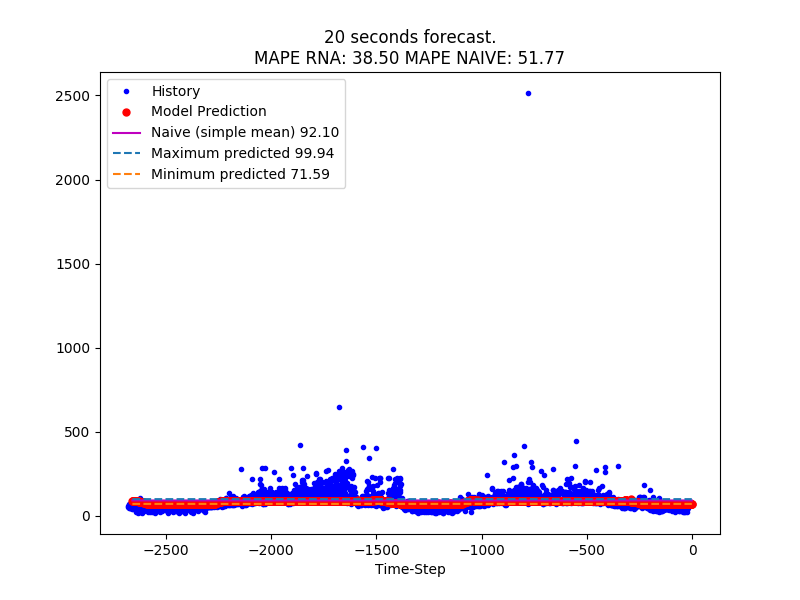 20 seconds forecast.
MAPE RNA: 38.50 MAPE NAIVE: 51.77
History
Model Prediction
Naive (simple mean) 92.10
Maximum predicted 99.94
Minimum predicted 71.59
2500
2000
1500
1000
500
0
−2500 −2000 −1500 −1000 −500 0
Time-Step